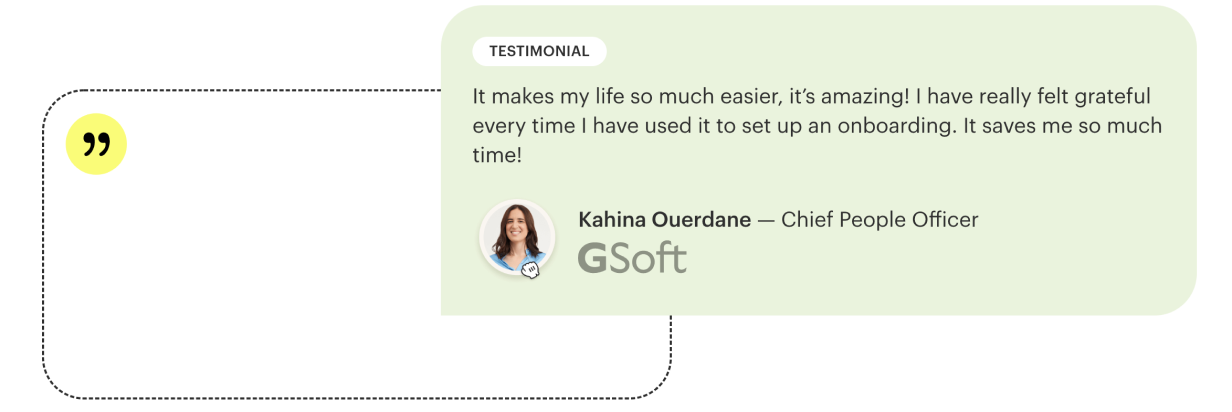 TESTIMONIAL
It makes my life so much easier, it’s amazing! I have really felt grateful
every time I have used it to set up an onboarding. It saves me so much
time!
Kahina Ouerdane — Chief People Officer
GSoft